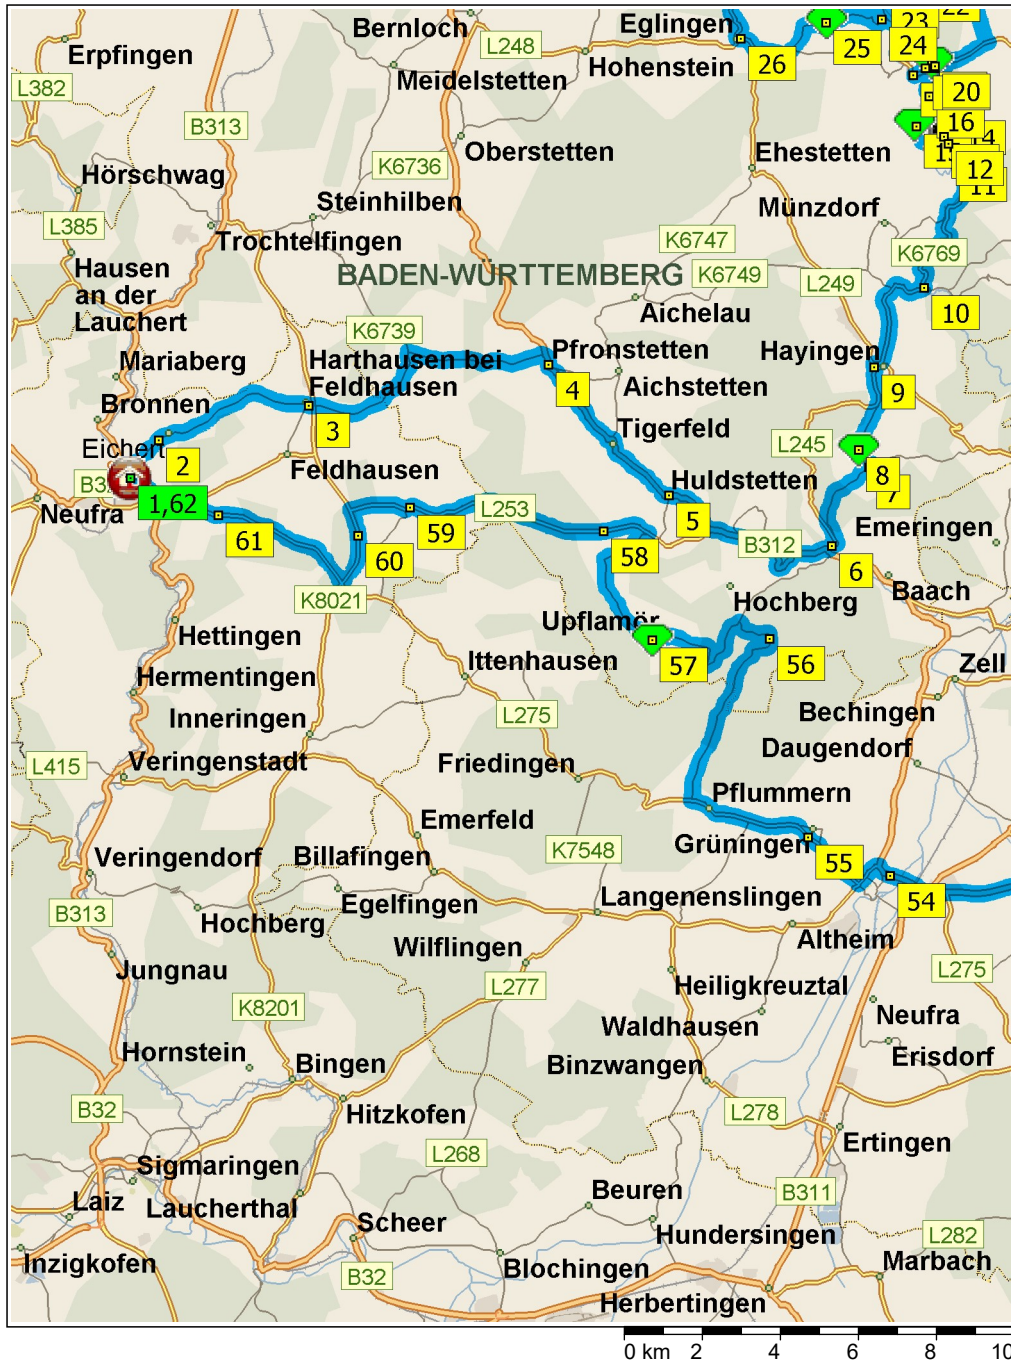 Bernloch
Eglingen
23
22
Erpfingen
L248
25
24
26
Hohenstein
Meidelstetten
L382
20
B313
16
14
Oberstetten
Ehestetten
12
K6736
11
Hörschwag
Steinhilben
Münzdorf
L385
Trochtelfingen
K6747
K6769
Hausen
an der
Lauchert
BADEN-WÜRTTEMBERG
K6749
L249
Aichelau
10
K6739
Mariaberg
Harthausen bei
Feldhausen
Pfronstetten
Hayingen
4
Aichstetten
9
Bronnen
3
Tigerfeld
L245
Eichert
2
Feldhausen
Huldstetten
8
7
1,62
Neufra
61
59
L253
5
Emeringen
60
58
B312
6
Baach
K8021
Hochberg
Hettingen
Upflamör
57
56
Ittenhausen
Zell
Hermentingen
Bechingen
Inneringen
L275
Daugendorf
L415
Veringenstadt
Friedingen
Pflummern
Emerfeld
Grüningen
Veringendorf
Billafingen
K7548
55
B313
Egelfingen
Langenenslingen
54
Hochberg
Wilflingen
Altheim
Jungnau
L277
Heiligkreuztal
L275
K8201
Waldhausen
Neufra
Hornstein
Bingen
Binzwangen
Erisdorf
B32
Hitzkofen
L278
Ertingen
Sigmaringen
L268
Laiz
Laucherthal
Beuren
B311
Scheer
Hundersingen
L282
Inzigkofen
B32
Blochingen
Marbach
Herbertingen
0 km 2 4 6 8 10